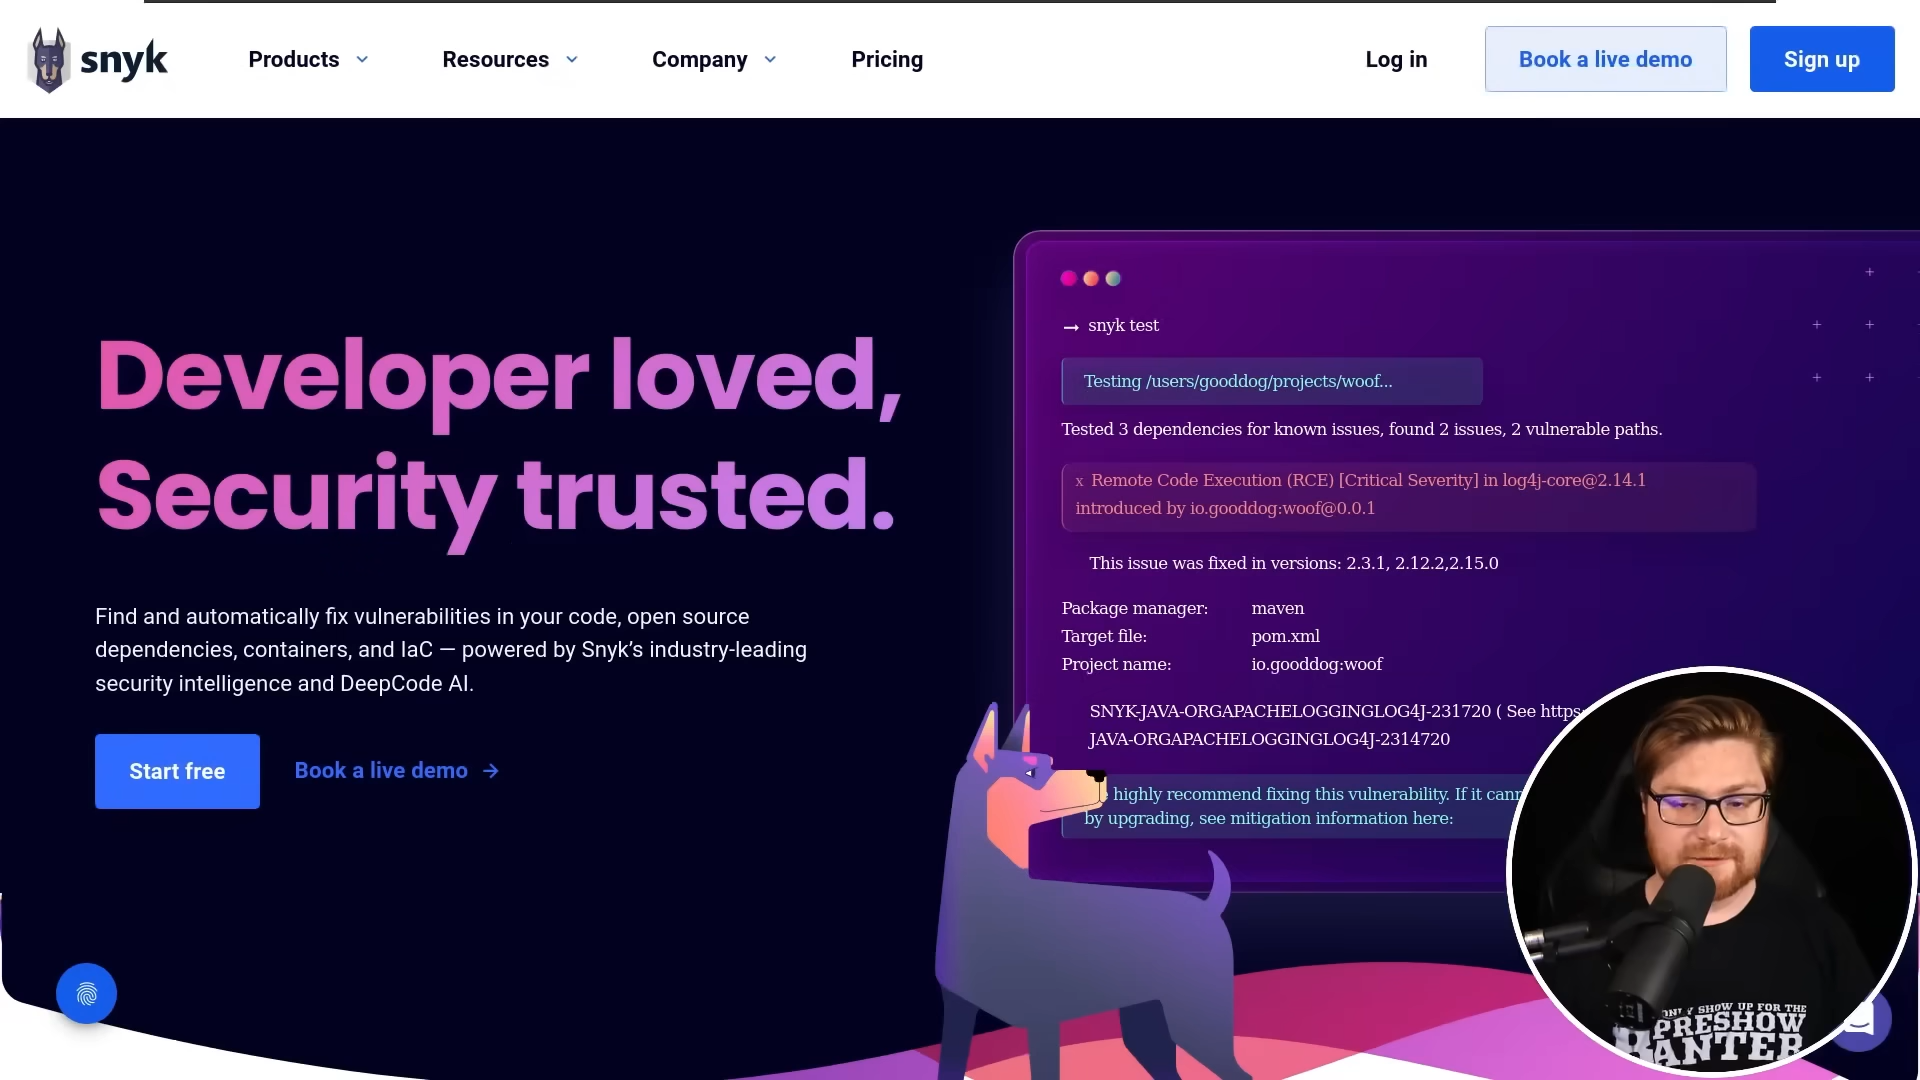 snyk
Products
Resources
Company
Pricing
Log in
Book a live demo
Sign up
Developer loved,
Security trusted.
Find and automatically fix vulnerabilities in your code, open source
dependencies, containers, and IaC — powered by Snyk’s industry-leading
security intelligence and DeepCode AI.
Start free
Book a live demo →
→ snyk test
Testing /users/gooddog/projects/woof...
Tested 3 dependencies for known issues, found 2 issues, 2 vulnerable paths.
x Remote Code Execution (RCE) [Critical Severity] in log4j-core@2.14.1
introduced by io.gooddog:woof@0.0.1
This issue was fixed in versions: 2.3.1, 2.12.2,2.15.0
Package manager: maven
Target file: pom.xml
Project name: io.gooddog:woof
SNYK-JAVA-ORGAPACHELOGGINGLOG4J-231720 ( See https:
JAVA-ORGAPACHELOGGINGLOG4J-2314720
highly recommend fixing this vulnerability. If it
by upgrading, see mitigation information here:
ONLY SHOW UP FOR THE
PRESHOW
BANTER